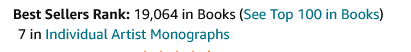 Best Sellers Rank: 19,064 in Books (See Top 100 in Books)
7 in Individual Artist Monographs